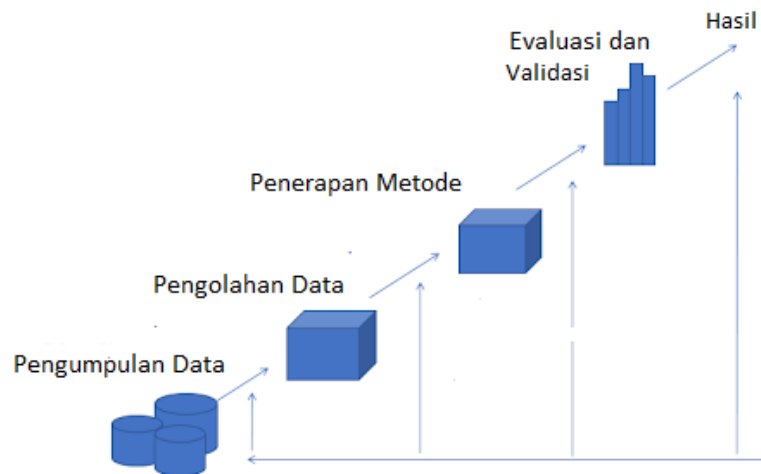 Hasil
Evaluasi dan
Validasi
Penerapan Metode
Pengolahan Data
Pengumpulan Data